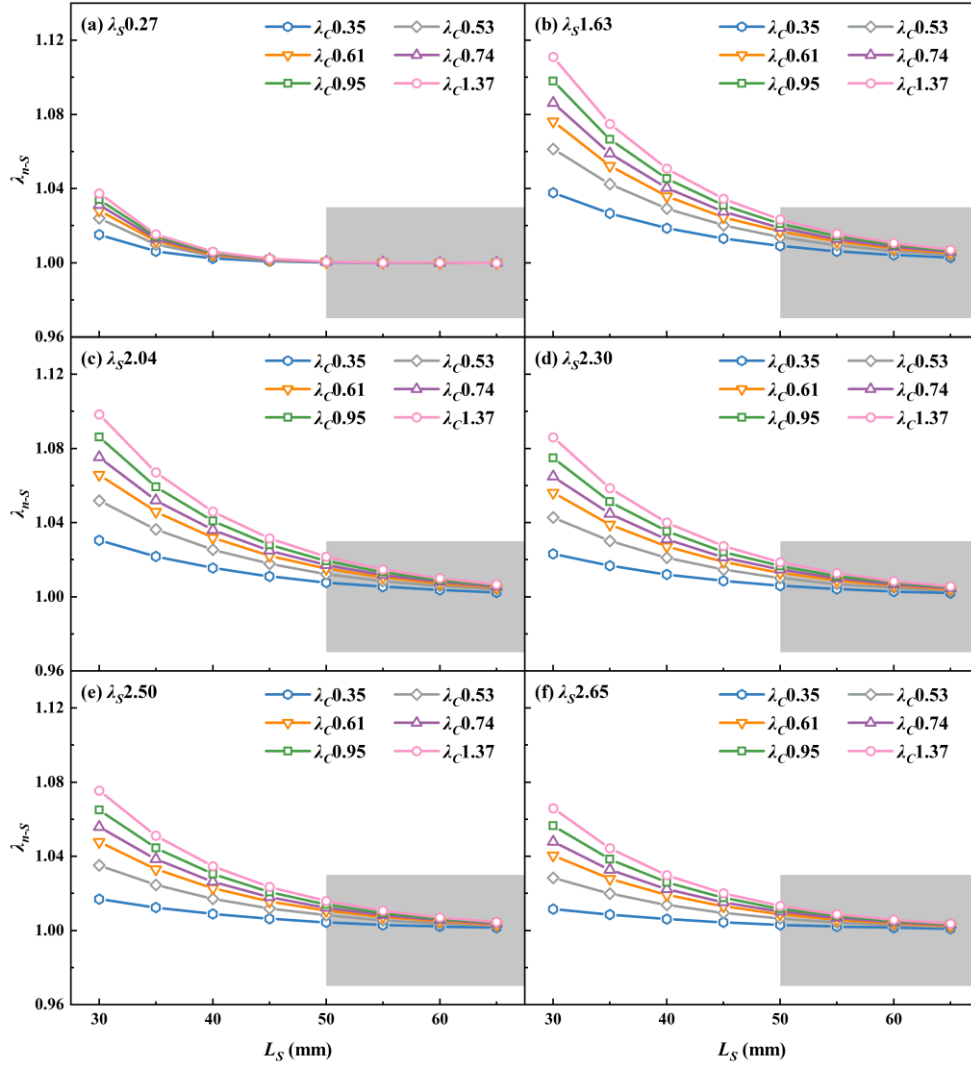 (a) λS0.27
λC0.35 λC0.53
λC0.61 λC0.74
λC0.95 λC1.37
(b) λS1.63
λC0.35 λC0.53
λC0.61 λC0.74
λC0.95 λC1.37
1.12
1.08
1.04
1.00
0.96
λn-S
(c) λS2.04
λC0.35 λC0.53
λC0.61 λC0.74
λC0.95 λC1.37
(d) λS2.30
λC0.35 λC0.53
λC0.61 λC0.74
λC0.95 λC1.37
1.12
1.08
1.04
1.00
0.96
λn-S
(e) λS2.50
λC0.35 λC0.53
λC0.61 λC0.74
λC0.95 λC1.37
(f) λS2.65
λC0.35 λC0.53
λC0.61 λC0.74
λC0.95 λC1.37
1.12
1.08
1.04
1.00
0.96
λn-S
30 40 50 60
30 40 50 60
LS (mm)
LS (mm)